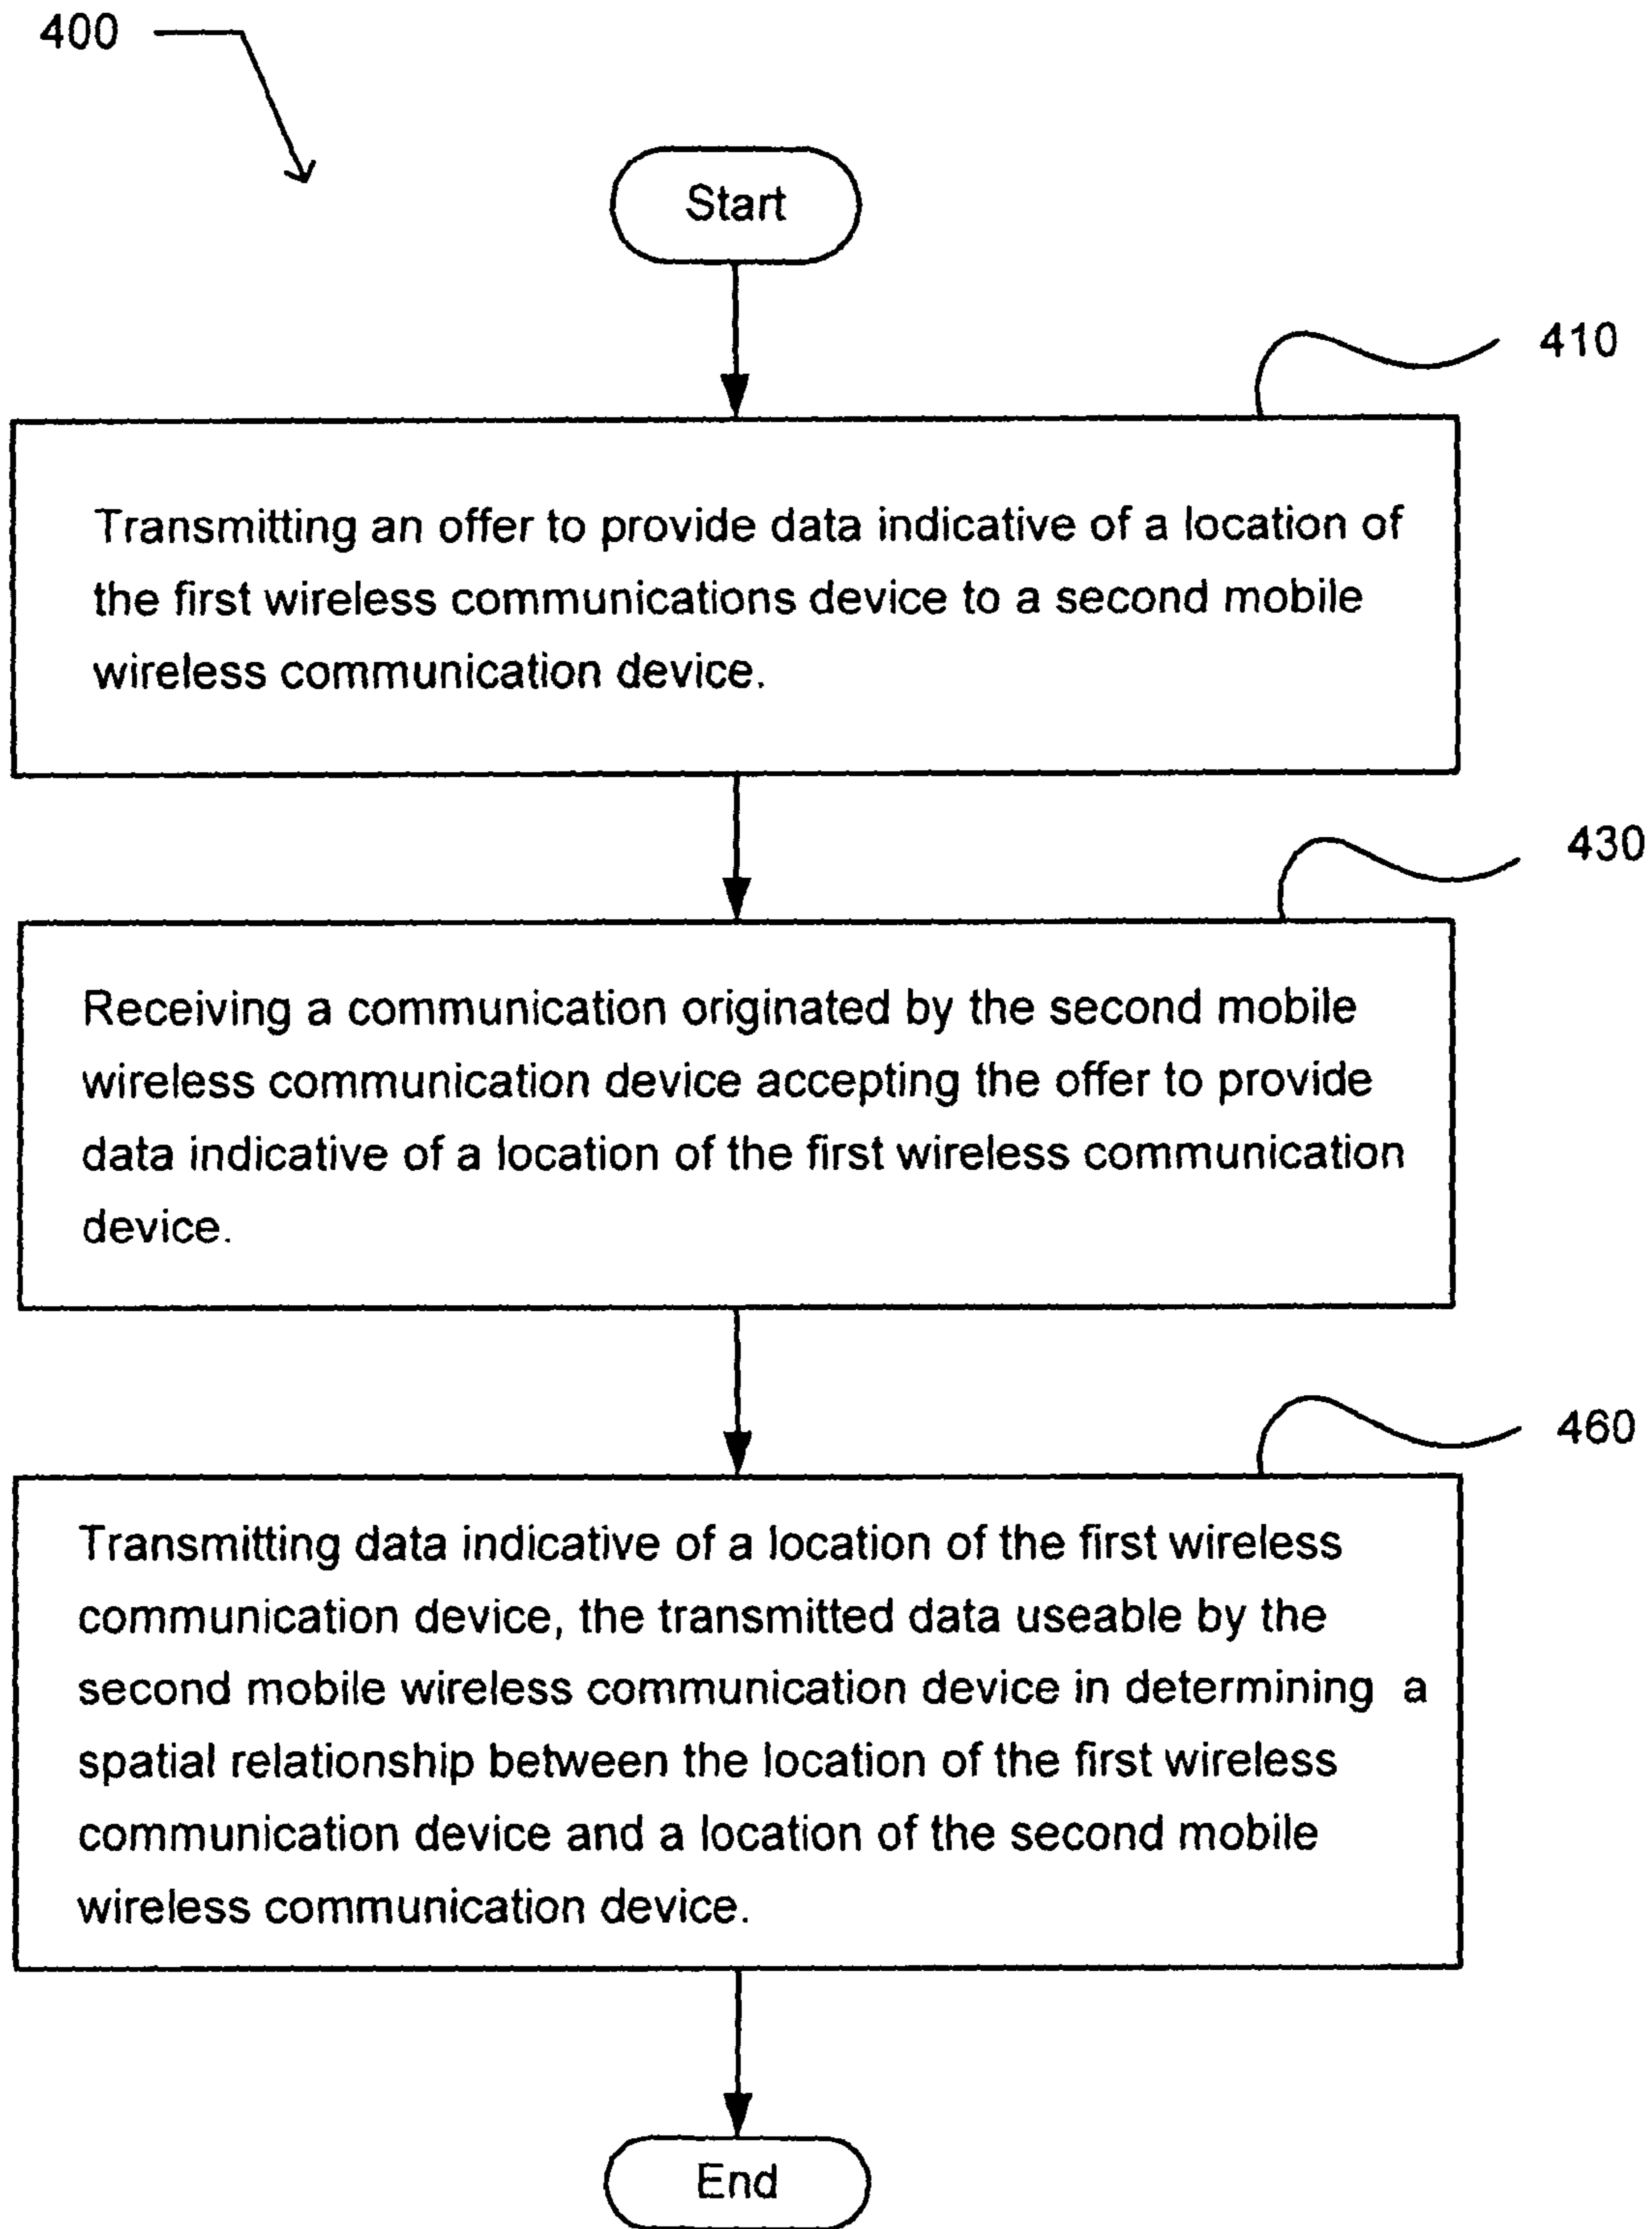 400
Start
410
Transmitting an offer to provide data indicative of a location of
the first wireless communications device to a second mobile
wireless communication device.
430
Receiving a communication originated by the second mobile
wireless communication device accepting the offer to provide
data indicative of a location of the first wireless communication
device.
460
Transmitting data indicative of a location of the first wireless
communication device, the transmitted data useable by the
second mobile wireless communication device in determining a
spatial relationship between the location of the first wireless
communication device and a location of the second mobile
wireless communication device.
End